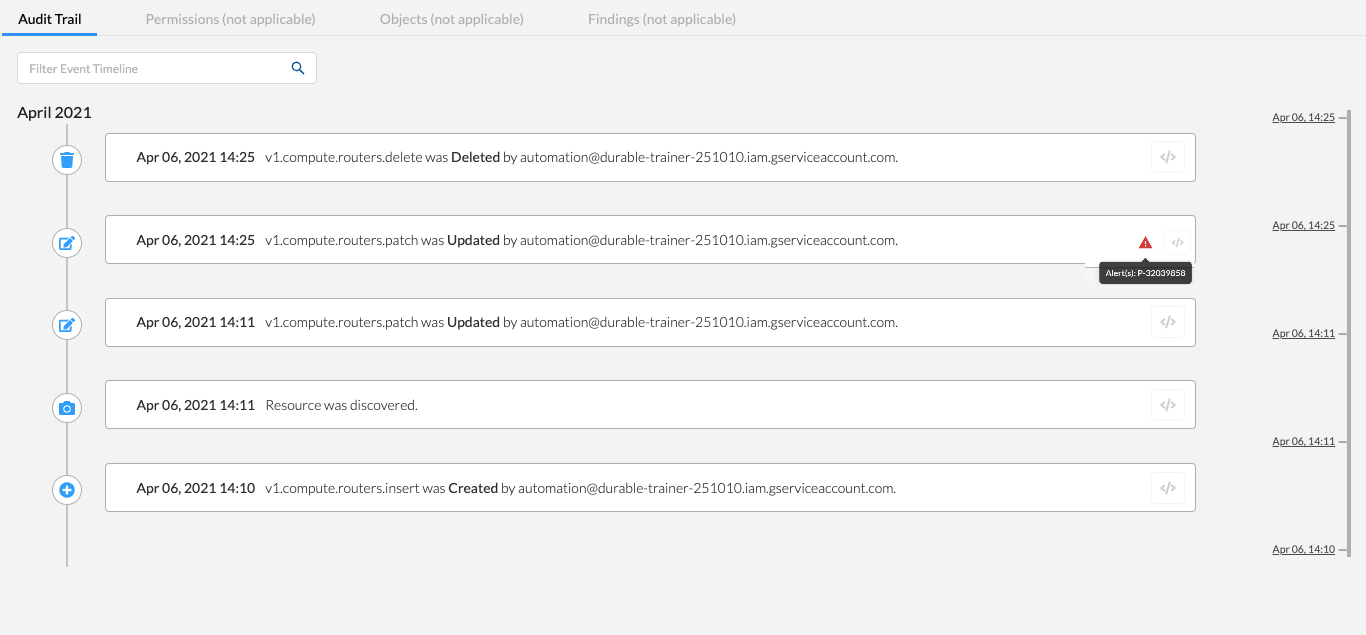 Audit Trail
Permissions (not applicable)
Objects (not applicable)
Findings (not applicable)
Filter Event Timeline
April 2021
Apr 06, 14:25
Apr 06, 2021 14:25 v1.compute.routers.delete was Deleted by automation@durable-trainer-251010.iam.gserviceaccount.com.
Apr 06, 14:25
Apr 06, 2021 14:25 v1.compute.routers.patch was Updated by automation@durable-trainer-251010.iam.gserviceaccount.com.
Alert(s): P-32039858
Apr 06, 2021 14:11 v1.compute.routers.patch was Updated by automation@durable-trainer-251010.iam.gserviceaccount.com.
Apr 06, 14:11
Apr 06, 2021 14:11 Resource was discovered.
Apr 06, 14:11
Apr 06, 2021 14:10 v1.compute.routers.insert was Created by automation@durable-trainer-251010.iam.gserviceaccount.com.
Apr 06, 14:10